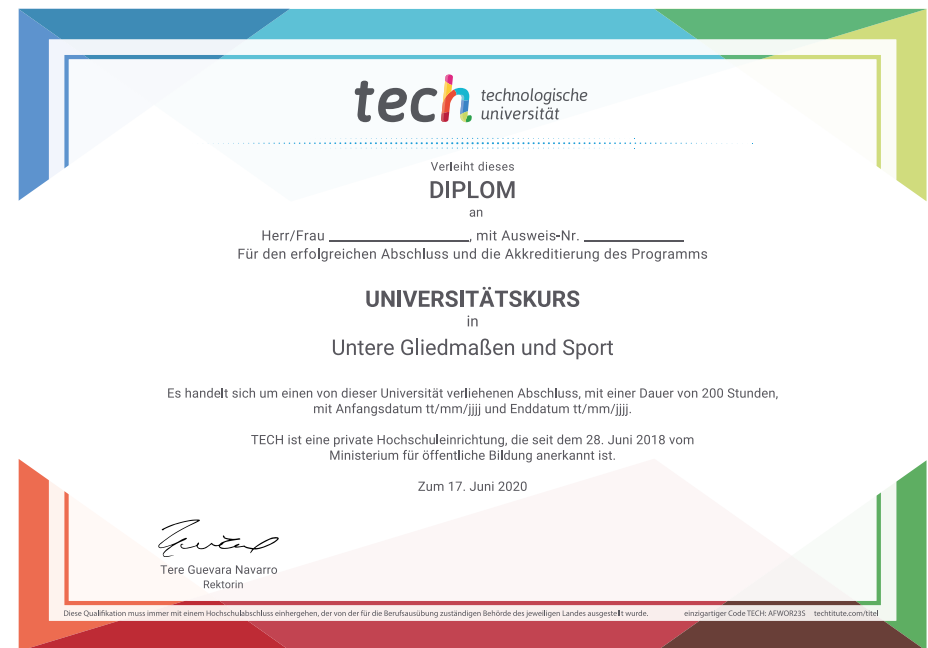 tech technologische
universität
Verleiht dieses
DIPLOM
an
Herr/Frau ____________________, mit Ausweis-Nr. ______________
Für den erfolgreichen Abschluss und die Akkreditierung des Programms
UNIVERSITÄTSKURS
in
Untere Gliedmaßen und Sport
Es handelt sich um einen von dieser Universität verliehenen Abschluss, mit einer Dauer von 200 Stunden,
mit Anfangsdatum tt/mm/jjjj und Enddatum tt/mm/jjjj.
TECH ist eine private Hochschuleinrichtung, die seit dem 28. Juni 2018 vom
Ministerium für öffentliche Bildung anerkannt ist.
Zum 17. Juni 2020
Tere Guevara Navarro
Rektorin
Diese Qualifikation muss immer mit einem Hochschulabschluss einhergehen, der von der für die Berufsausübung zuständigen Behörde des jeweiligen Landes ausgestellt wurde. einzigartiger Code TECH: AFWOR23S techtitute.com/titel